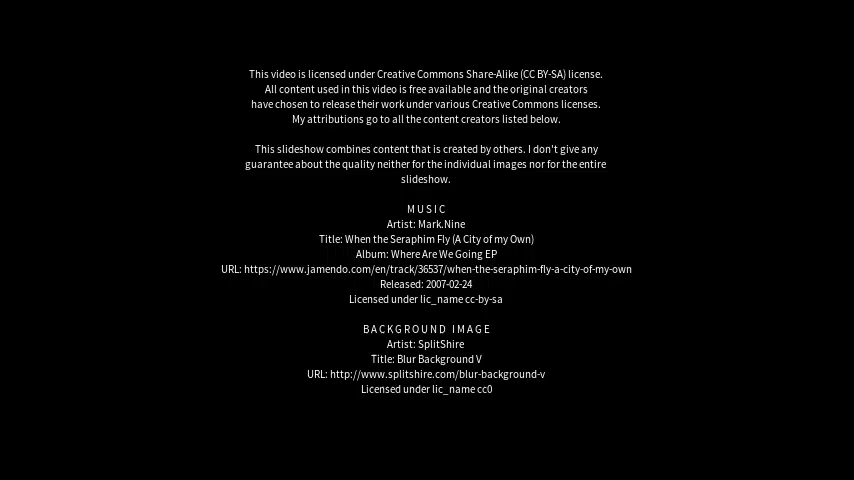 This video is licensed under Creative Commons Share-Alike (CC BY-SA) license.
All content used in this video is free available and the original creators
have chosen to release their work under various Creative Commons licenses.
My attributions go to all the content creators listed below.
This slideshow combines content that is created by others. I don't give any
guarantee about the quality neither for the individual images nor for the entire
slideshow.
MUSIC
Artist: Mark.Nine
Title: When the Seraphim Fly (A City of my Own)
Album: Where Are We Going EP
URL: https://www.jamendo.com/en/track/36537/when-the-seraphim-fly-a-city-of-my-own
Released: 2007-02-24
Licensed under lic_name cc-by-sa
BACKGROUND IMAGE
Artist: SplitShire
Title: Blur Background V
URL: http://www.splitshire.com/blur-background-v
Licensed under lic_name cc0